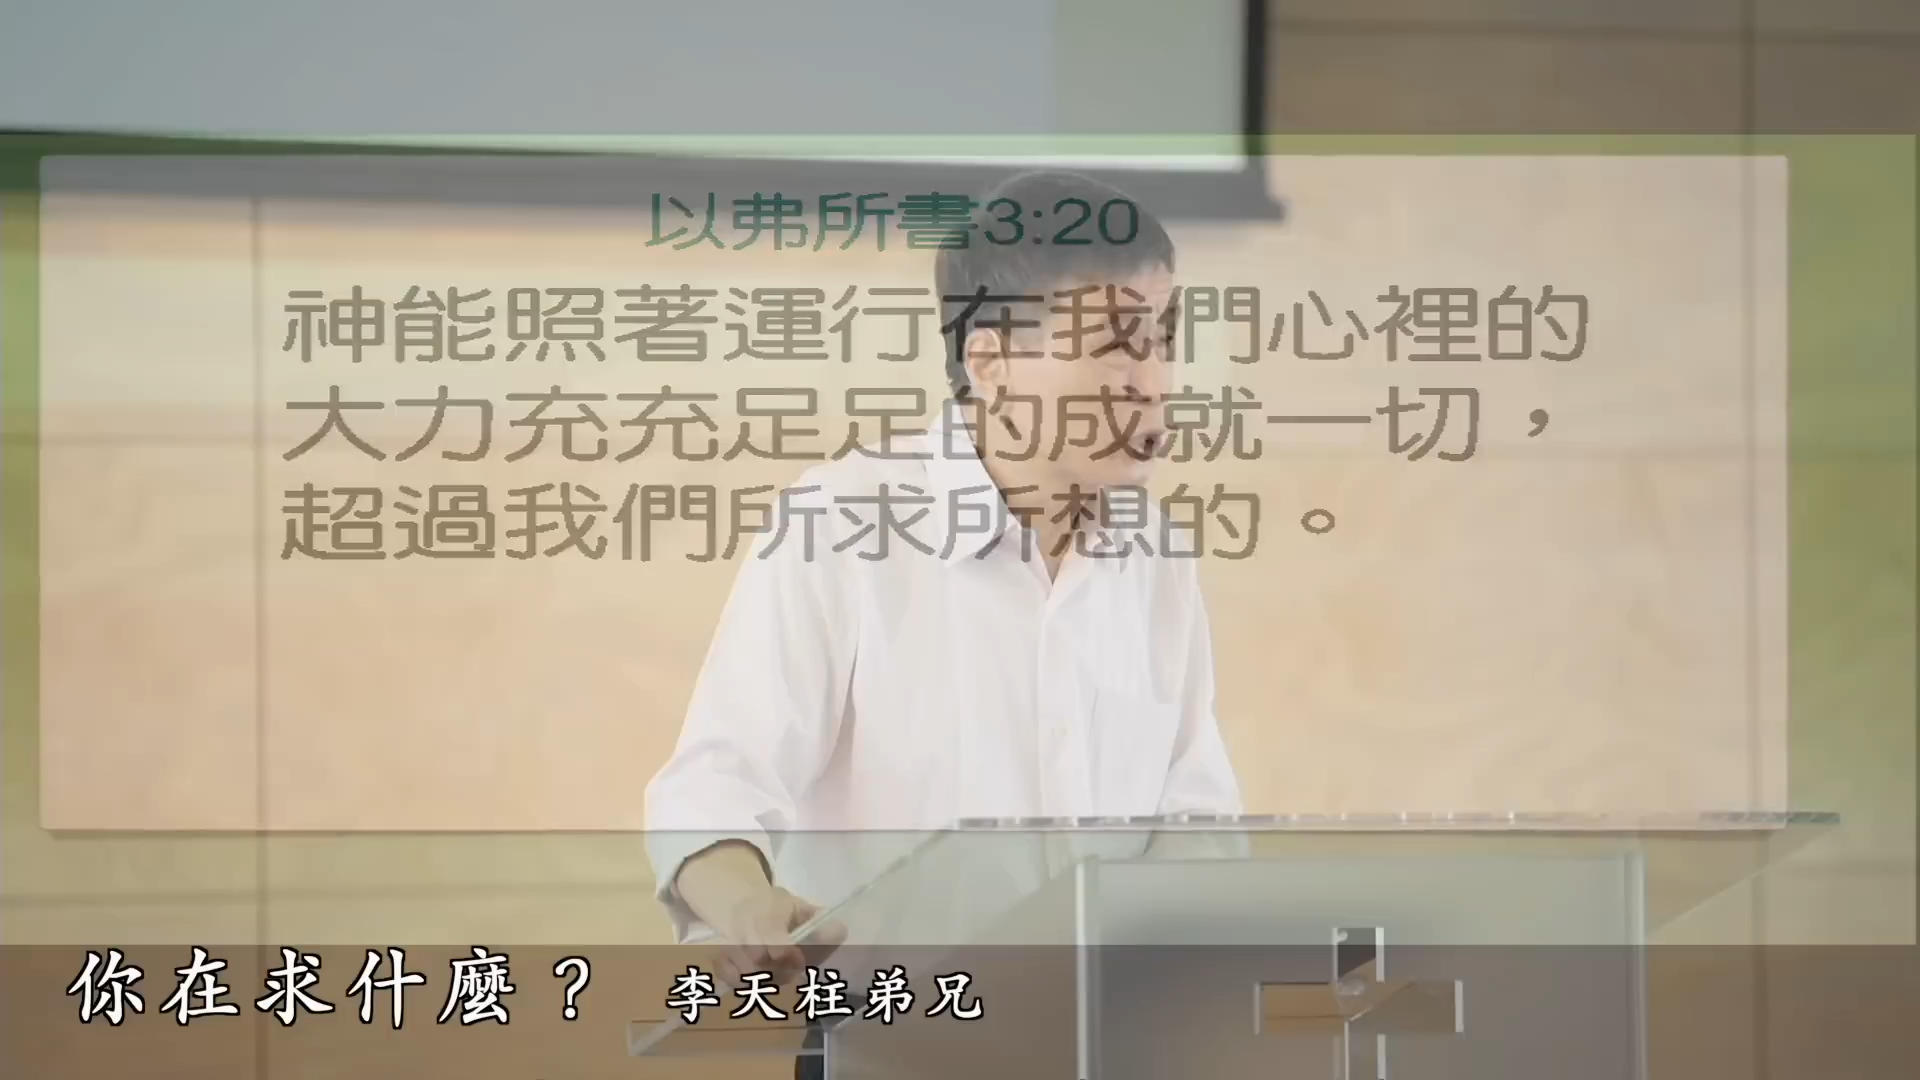 以弗所書3:20
神能照著運行在我們心裡的
大力充充足足的成就一切，
超過我們所求所想的。
你在求什麼？ 李天柱弟兄